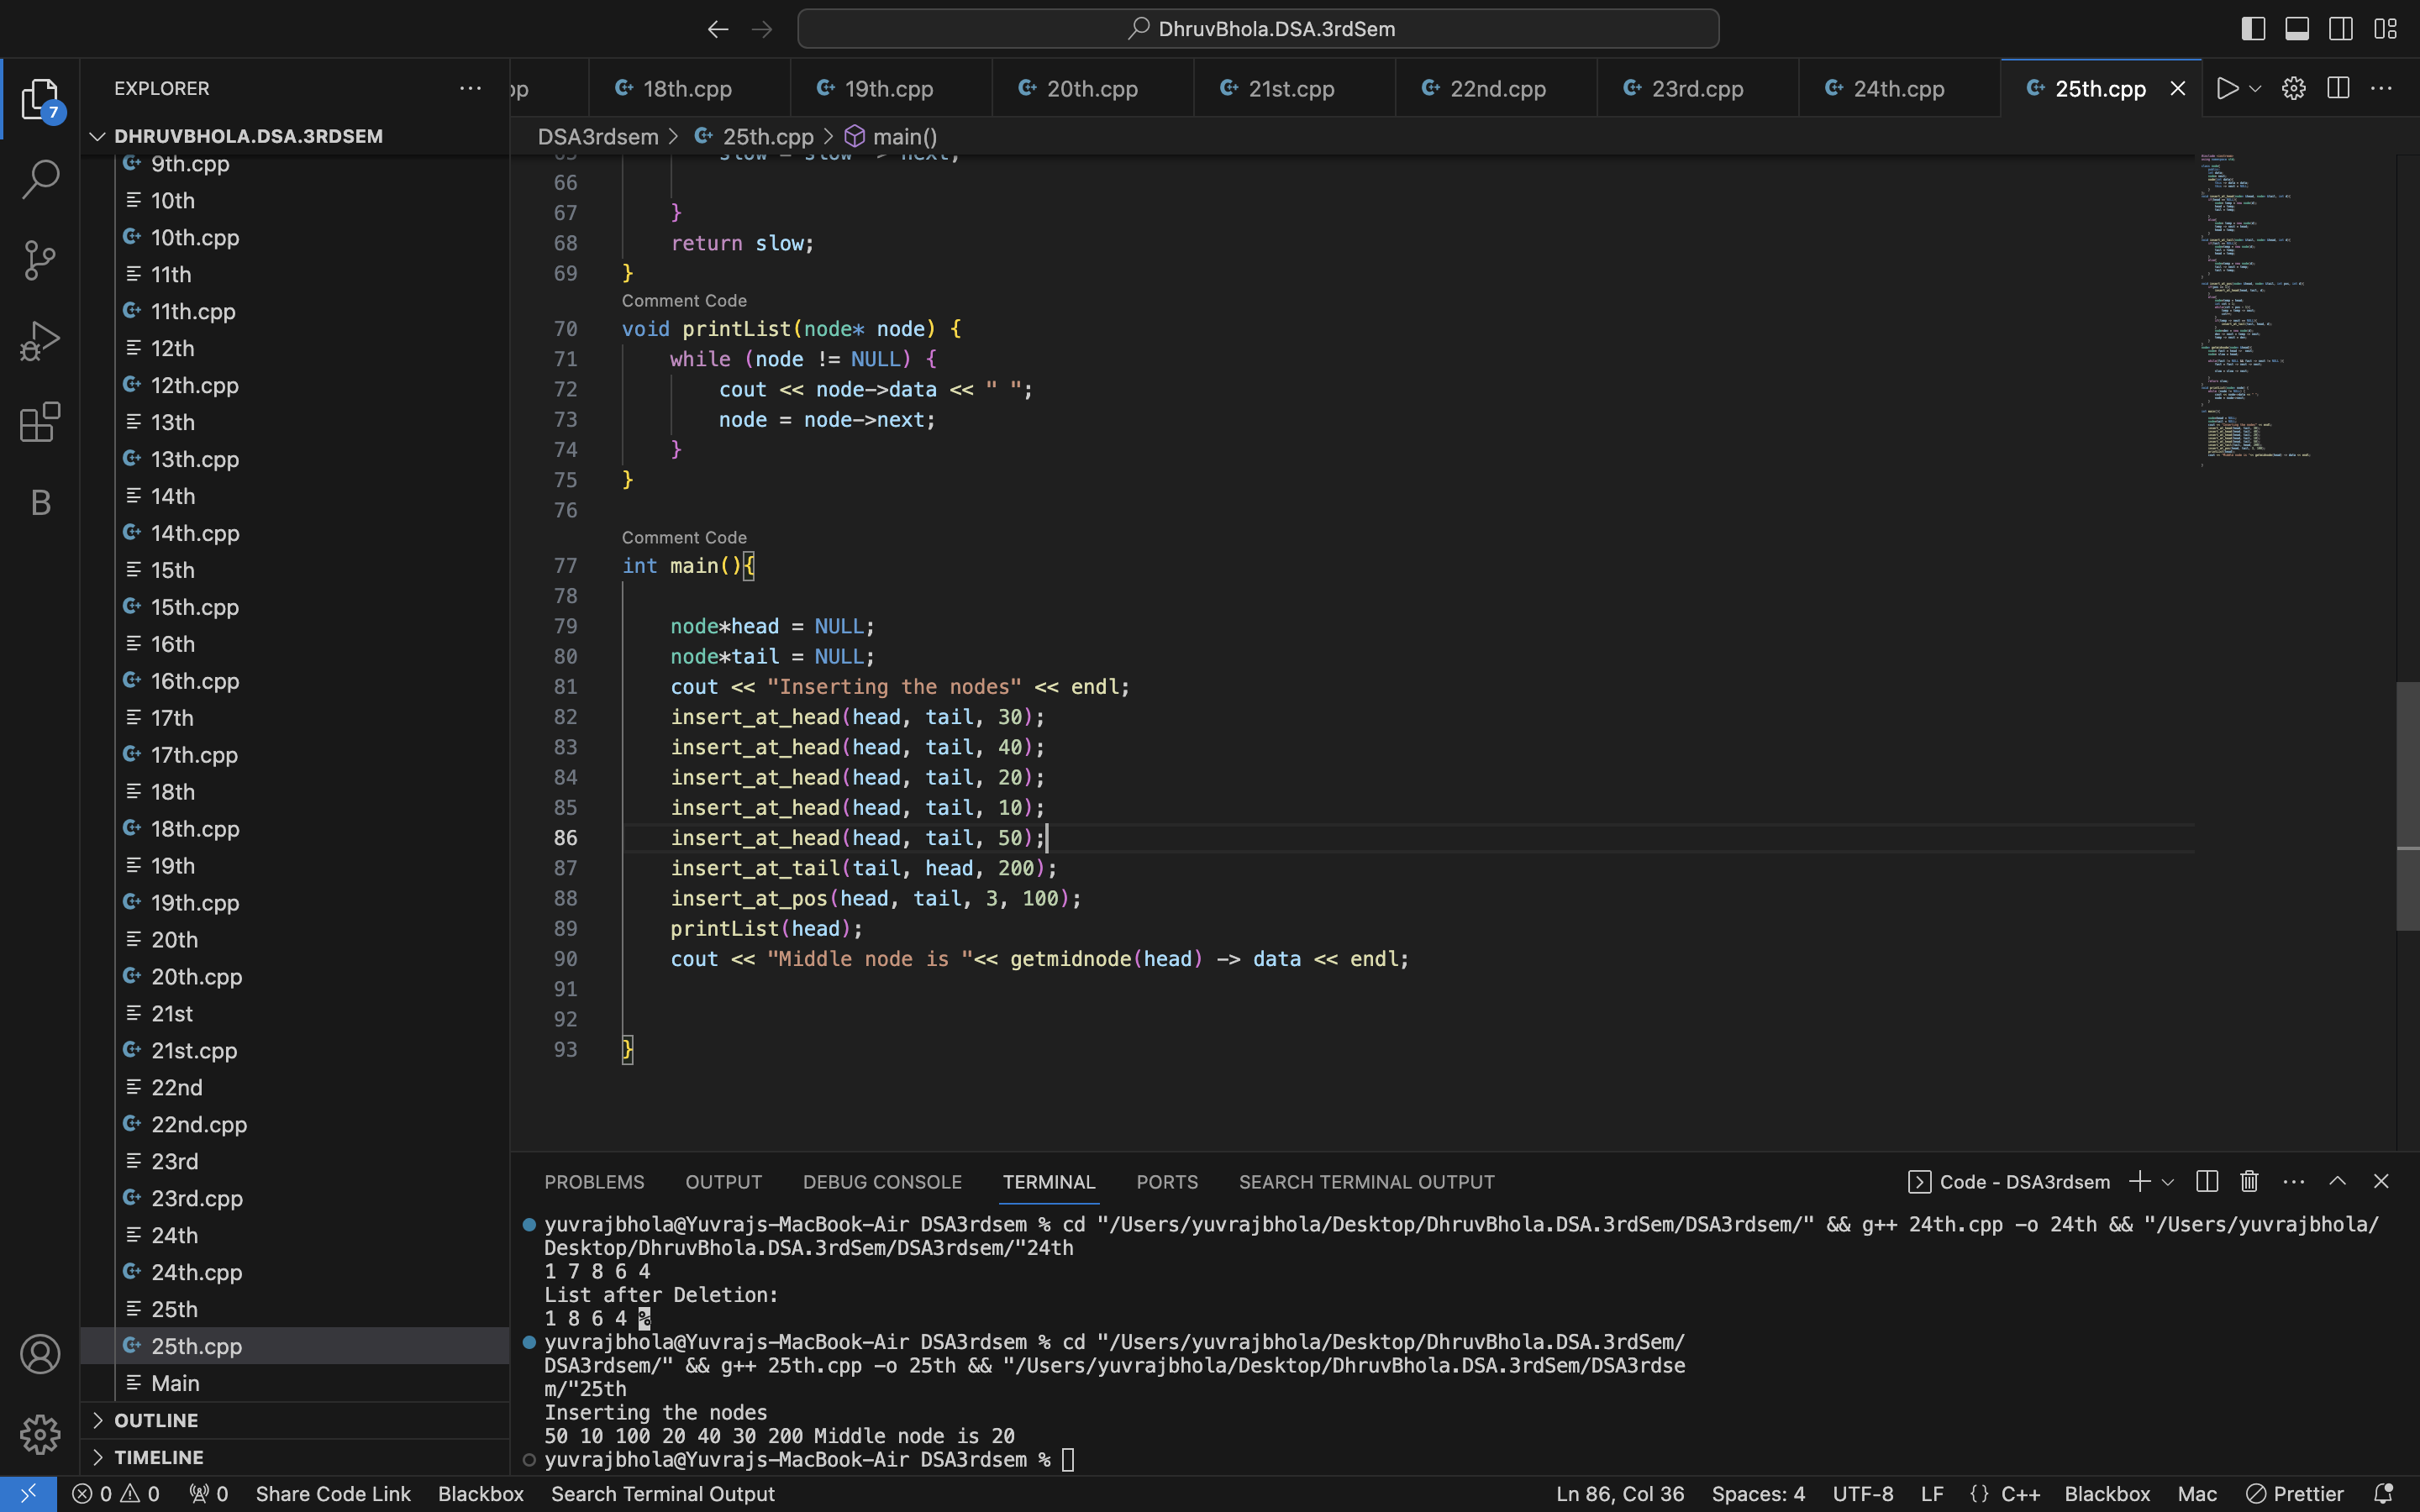 DhruvBhola.DSA.3rdSem
EXPLORER
7
DHRUVBHOLA.DSA.3RDSEM
9th.cpp
10th
10th.cpp
11th
11th.cpp
12th
12th.cpp
13th
13th.cpp
14th
14th.cpp
15th
15th.cpp
16th
16th.cpp
17th
17th.cpp
18th
18th.cpp
19th
19th.cpp
20th
20th.cpp
21st
21st.cpp
22nd
22nd.cpp
23rd
23rd.cpp
24th
24th.cpp
25th
25th.cpp
Main
OUTLINE
TIMELINE
B
pp 18th.cpp 19th.cpp 20th.cpp 21st.cpp 22nd.cpp 23rd.cpp 24th.cpp 25th.cpp
DSA3rdsem > 25th.cpp > main()
65 slow = slow -> next;
66
67 }
68 return slow;
69 }
Comment Code
70 void printList(node* node) {
71 while (node != NULL) {
72 cout << node->data << " ";
73 node = node->next;
74 }
75 }
76
Comment Code
77 int main(){
78
79 node*head = NULL;
80 node*tail = NULL;
81 cout << "Inserting the nodes" << endl;
82 insert_at_head(head, tail, 30);
83 insert_at_head(head, tail, 40);
84 insert_at_head(head, tail, 20);
85 insert_at_head(head, tail, 10);
86 insert_at_head(head, tail, 50);
87 insert_at_tail(tail, head, 200);
88 insert_at_pos(head, tail, 3, 100);
89 printList(head);
90 cout << "Middle node is "<< getmidnode(head) -> data << endl;
91
92
93 }
PROBLEMS OUTPUT DEBUG CONSOLE TERMINAL PORTS SEARCH TERMINAL OUTPUT
Code - DSA3rdsem
yuvrajbhola@Yuvrajs-MacBook-Air DSA3rdsem % cd "/Users/yuvrajbhola/Desktop/DhruvBhola.DSA.3rdSem/DSA3rdsem/" && g++ 24th.cpp -o 24th && "/Users/yuvrajbhola/
Desktop/DhruvBhola.DSA.3rdSem/DSA3rdsem/"24th
1 7 8 6 4
List after Deletion:
1 8 6 4 %
yuvrajbhola@Yuvrajs-MacBook-Air DSA3rdsem % cd "/Users/yuvrajbhola/Desktop/DhruvBhola.DSA.3rdSem/
DSA3rdsem/" && g++ 25th.cpp -o 25th && "/Users/yuvrajbhola/Desktop/DhruvBhola.DSA.3rdSem/DSA3rdse
m/"25th
Inserting the nodes
50 10 100 20 40 30 200 Middle node is 20
yuvrajbhola@Yuvrajs-MacBook-Air DSA3rdsem %
0 0 0 Share Code Link Blackbox Search Terminal Output Ln 86, Col 36 Spaces: 4 UTF-8 LF {} C++ Blackbox Mac Prettier